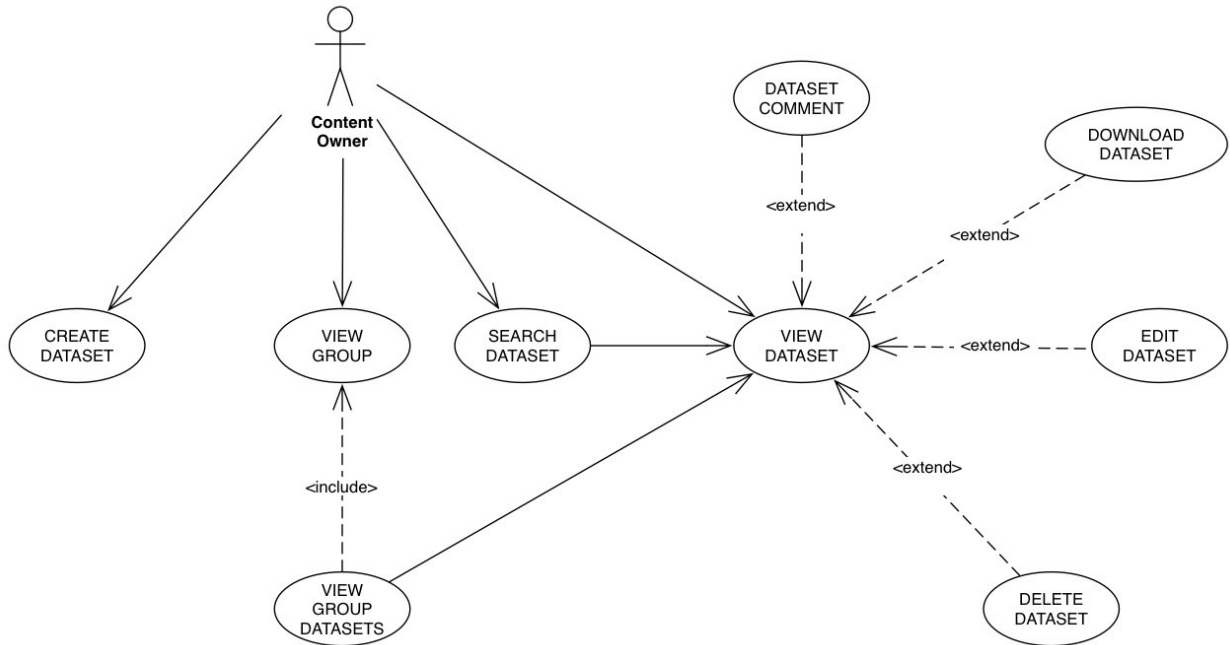 Content
Owner
DATASET
COMMENT
DOWNLOAD
DATASET
<extend>
<extend>
CREATE
DATASET
VIEW
GROUP
SEARCH
DATASET
VIEW
DATASET
<extend>
EDIT
DATASET
<extend>
<include>
VIEW
GROUP
DATASETS
DELETE
DATASET